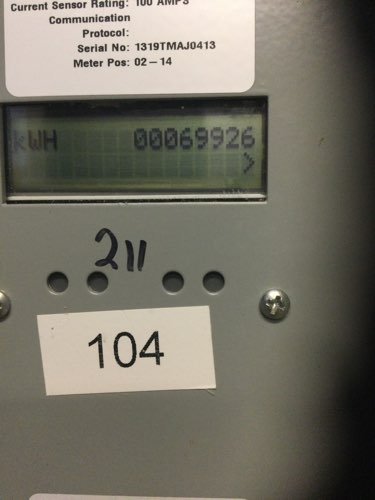 Current Sensor Rating: 100 AMPS
Communication
Protocol:
Serial No: 1319TMAJ0413
Meter Pos: 02-14
kWH 00069926
>
211
104